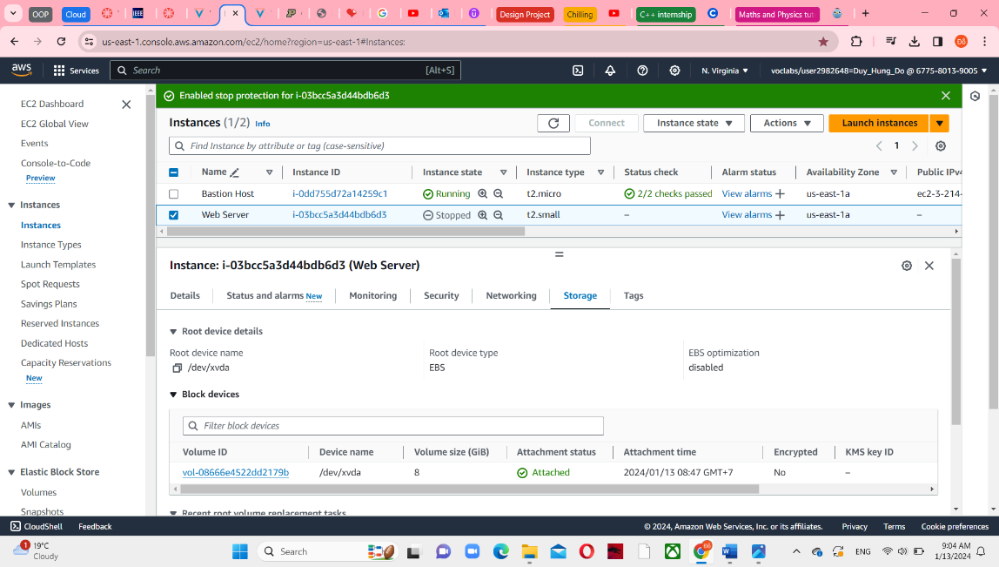 OOP
Cloud
IEEE
Design Project
Chilling
C++ internship
Maths and Physics tut
us-east-1.console.aws.amazon.com/ec2/home?region=us-east-1#Instances:
aws
Services
Search
[Alt+S]
N. Virginia
voclabs/user2982648=Duy_Hung_Do @ 6775-8013-9005
EC2 Dashboard
EC2 Global View
Events
Console-to-Code
Preview
Instances
Instances
Instance Types
Launch Templates
Spot Requests
Savings Plans
Reserved Instances
Dedicated Hosts
Capacity Reservations
New
Images
AMIs
AMI Catalog
Elastic Block Store
Volumes
Snapshots
Enabled stop protection for i-03bcc5a3d44bdb6d3
Instances (1/2) Info
Connect
Instance state
Actions
Launch instances
Find Instance by attribute or tag (case-sensitive)
1
Name Instance ID Instance state Instance type Status check Alarm status Availability Zone Public IPv4
Bastion Host i-0dd755d72a14259c1 Running t2.micro 2/2 checks passed View alarms + us-east-1a ec2-3-214-
Web Server i-03bcc5a3d44bdb6d3 Stopped t2.small – View alarms + us-east-1a –
Instance: i-03bcc5a3d44bdb6d3 (Web Server)
Details Status and alarms New Monitoring Security Networking Storage Tags
Root device details
Root device name Root device type EBS optimization
/dev/xvda EBS disabled
Block devices
Filter block devices
Volume ID Device name Volume size (GiB) Attachment status Attachment time Encrypted KMS key ID
vol-08666e4522dd2179b /dev/xvda 8 Attached 2024/01/13 08:47 GMT+7 No –
Recent root volume replacement tasks
CloudShell Feedback
© 2024, Amazon Web Services, Inc. or its affiliates. Privacy Terms Cookie preferences
1
19°C
Cloudy
Search
ENG
9:04 AM
1/13/2024